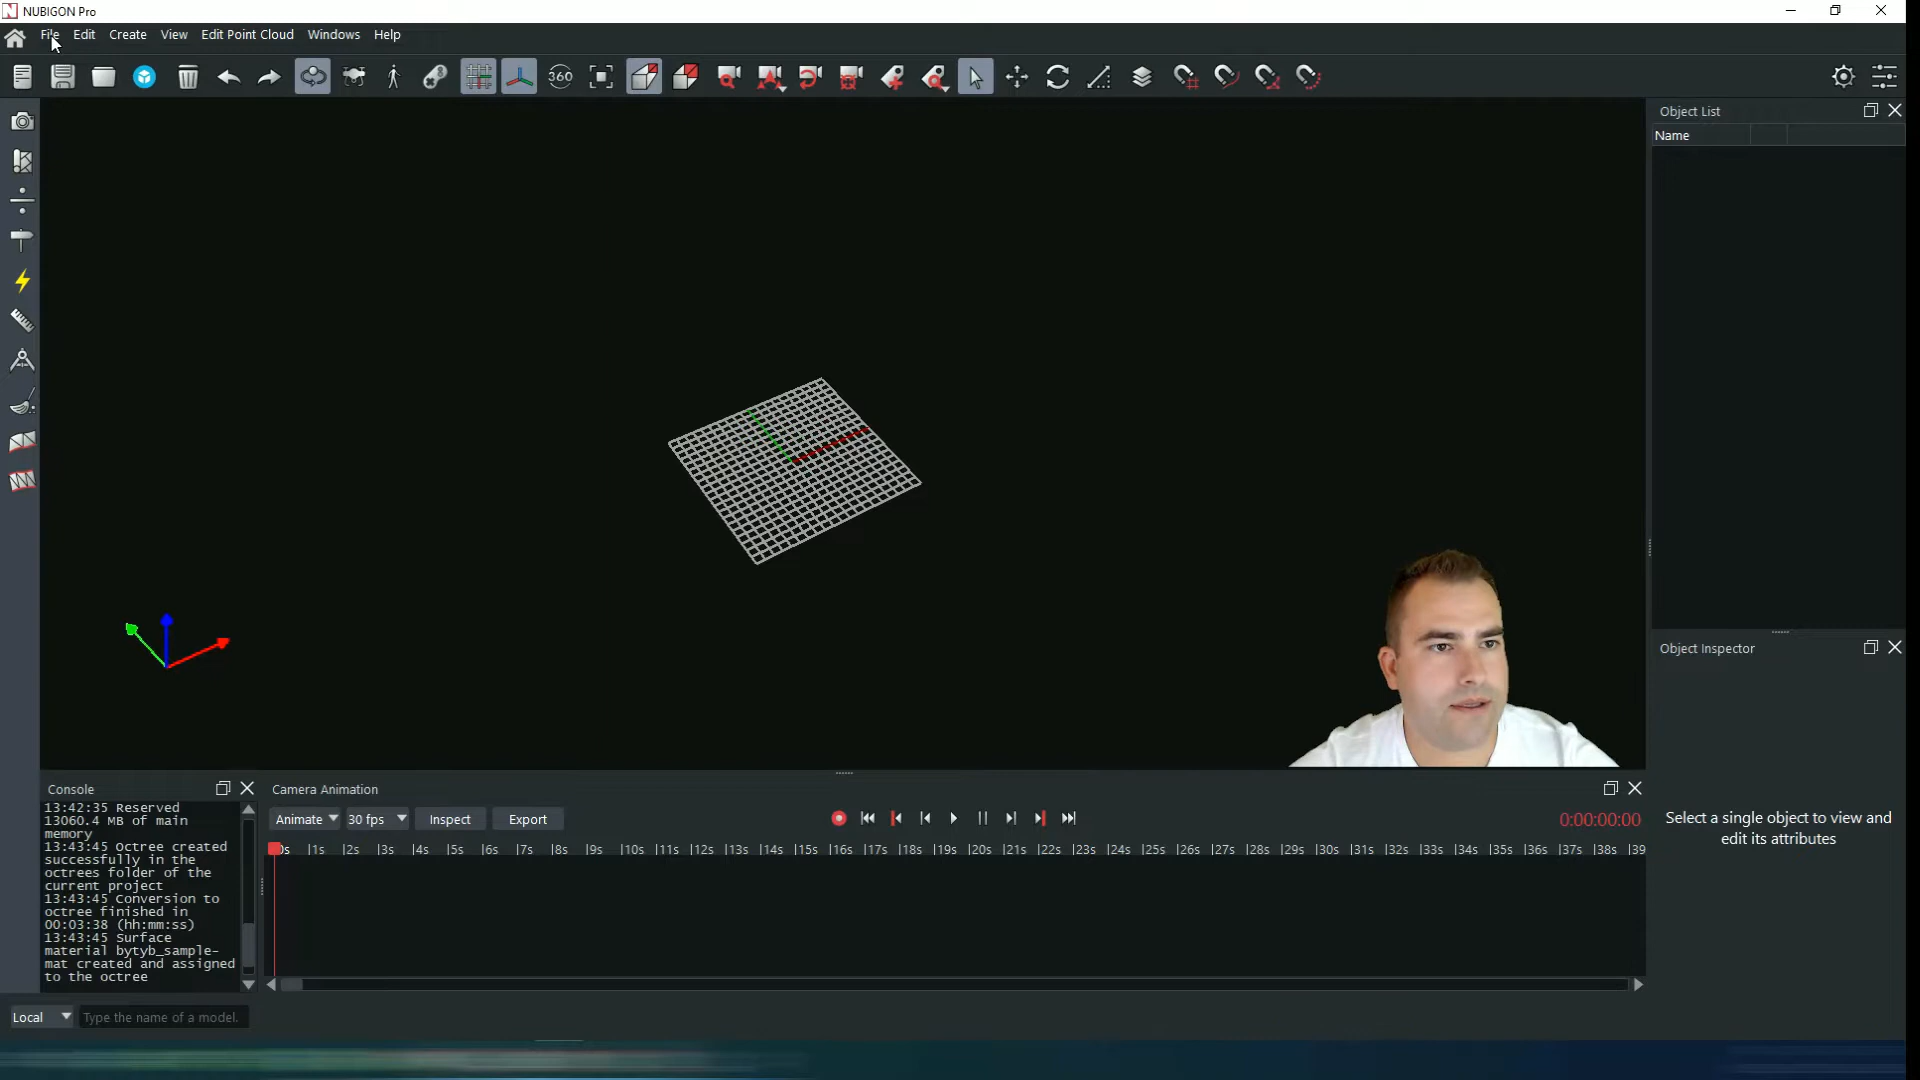 NUBIGON Pro
File Edit Create View Edit Point Cloud Windows Help
360
Object List
Name
Object Inspector
Select a single object to view and
edit its attributes
Console
13:42:35 Reserved
13060.4 MB of main
memory
13:43:45 Octree created
successfully in the
octrees folder of the
current project
13:43:45 Conversion to
octree finished in
00:03:38 (hh:mm:ss)
13:43:45 Surface
material bytyb_sample-
mat created and assigned
to the octree
Camera Animation
Animate 30 fps Inspect Export
0:00:00:00
0s 1s 2s 3s 4s 5s 6s 7s 8s 9s 10s 11s 12s 13s 14s 15s 16s 17s 18s 19s 20s 21s 22s 23s 24s 25s 26s 27s 28s 29s 30s 31s 32s 33s 34s 35s 36s 37s 38s 39
Local Type the name of a model.